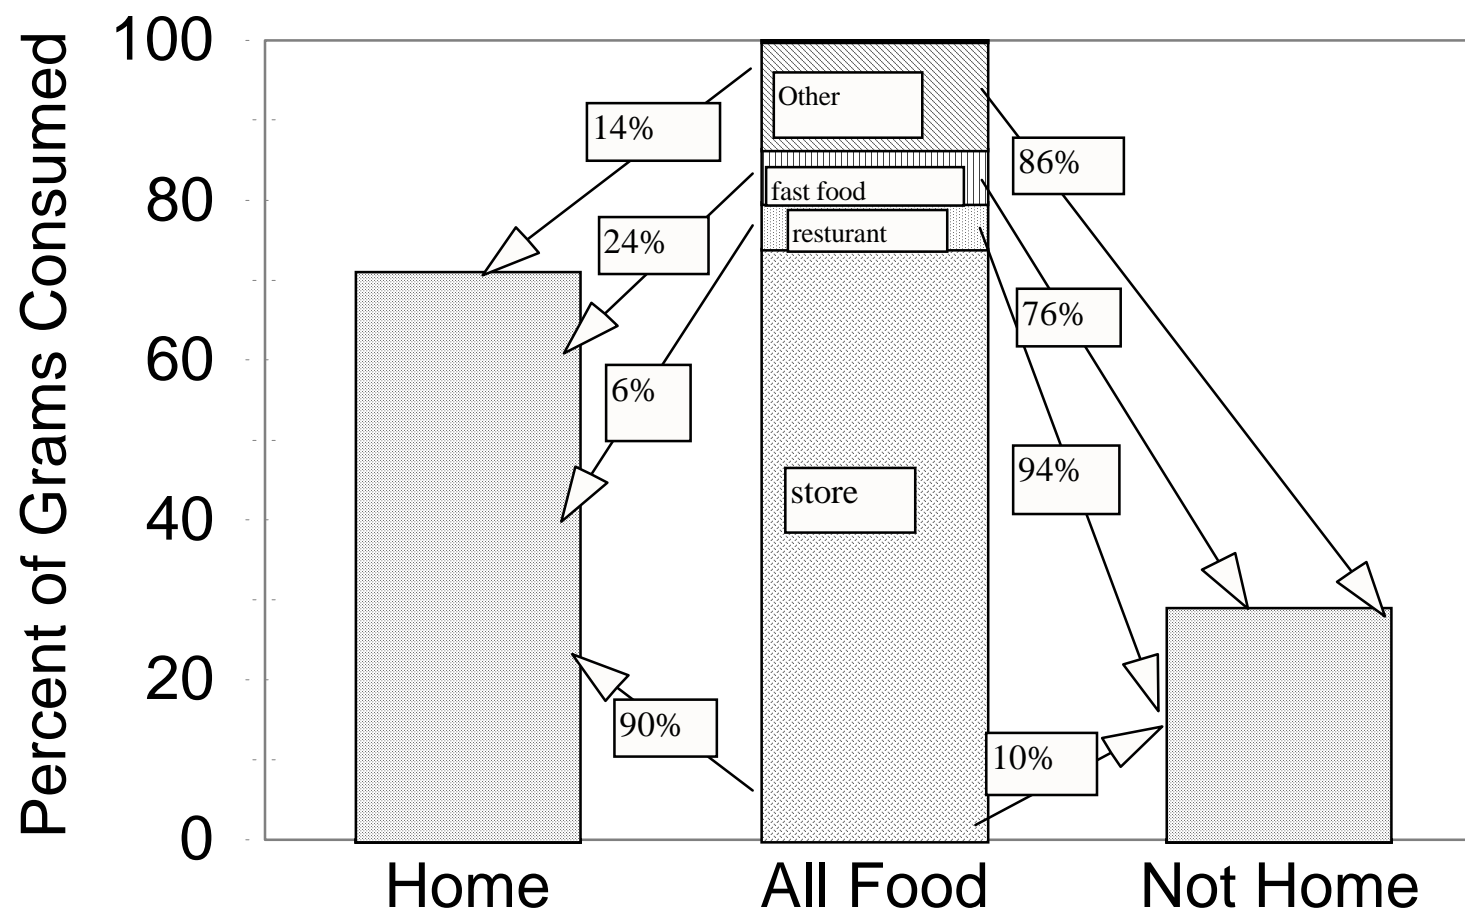 Percent of Grams Consumed
100
80
60
40
20
0
14%
24%
6%
90%
Other
fast food
resturant
store
86%
76%
94%
10%
Home
All Food
Not Home